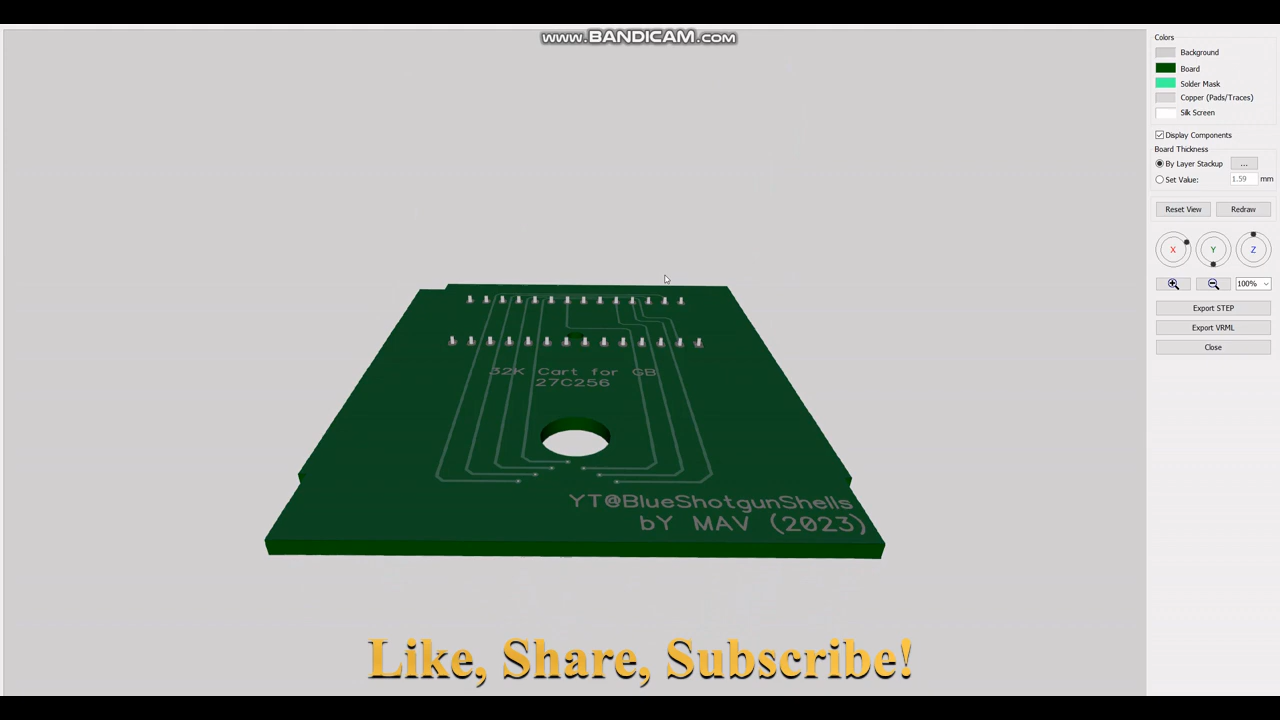 www.BANDICAM.com
Colors
Background
Board
Solder Mask
Copper (Pads/Traces)
Silk Screen
Display Components
Board Thickness
By Layer Stackup
...
Set Value:
1.59
mm
Reset View
Redraw
X
Y
Z
100%
Export STEP
Export VRML
Close
32K Cart for GB
27C256
YT@BlueShotgunShells
bY MAV (2023)
Like, Share, Subscribe!